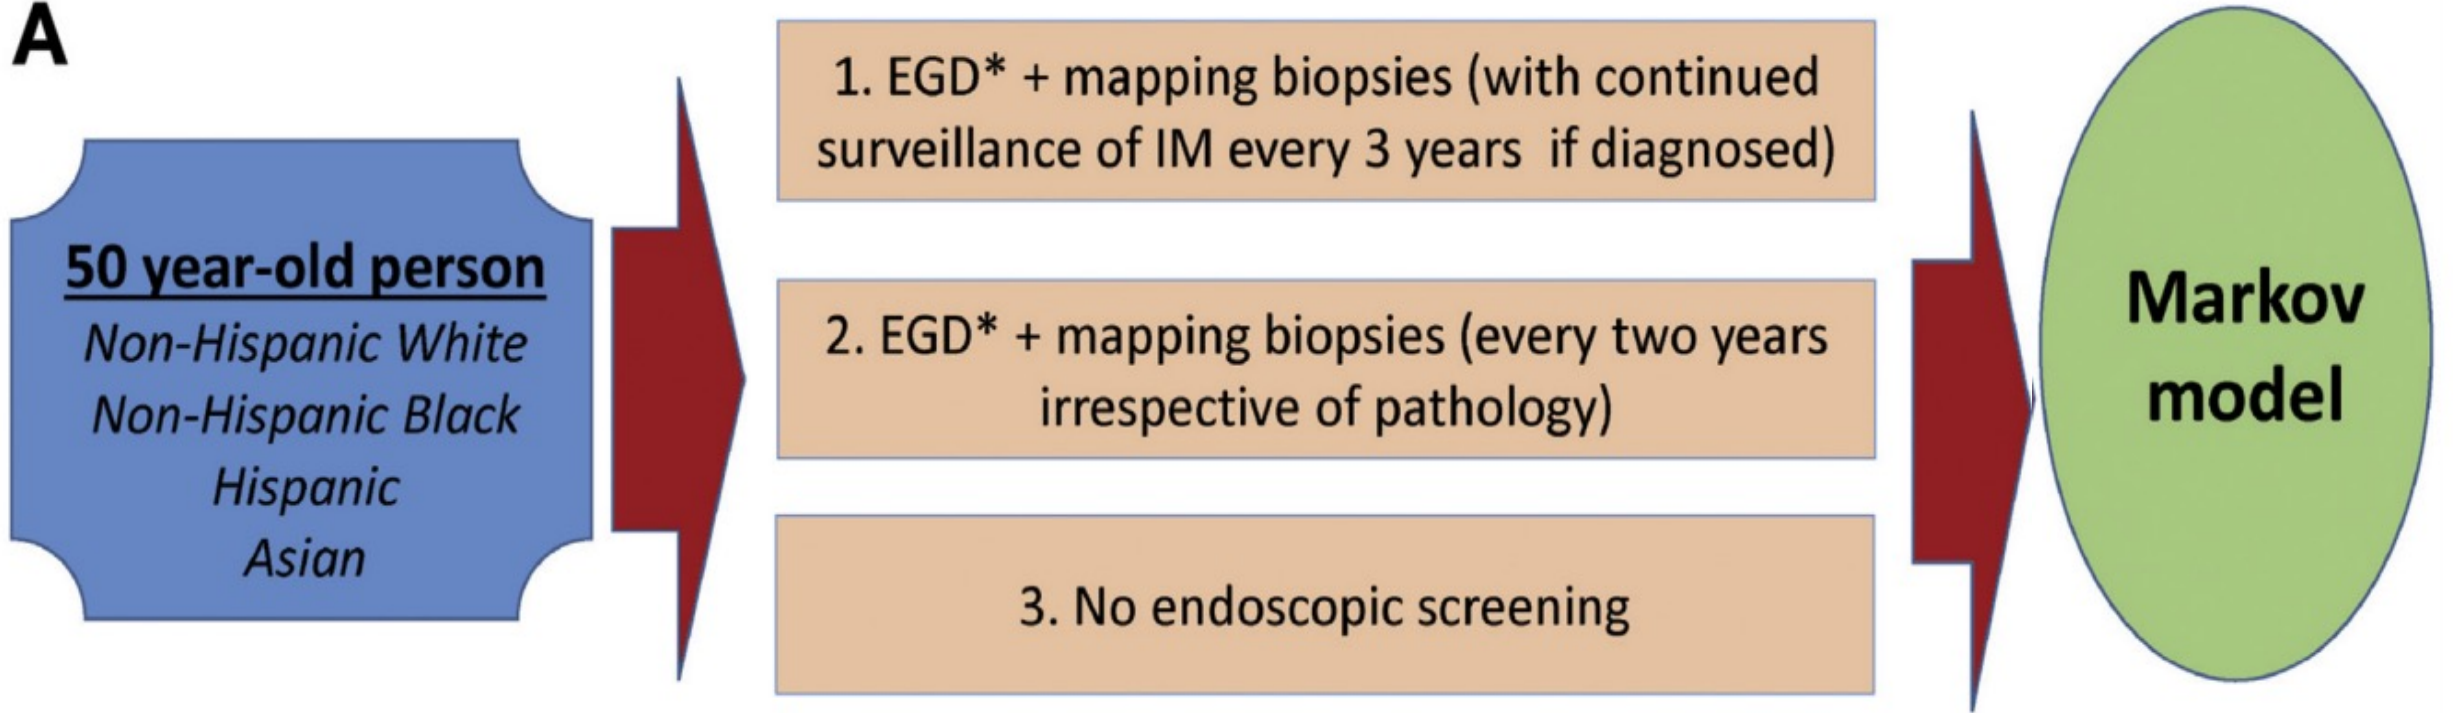 A
50 year-old person
Non-Hispanic White
Non-Hispanic Black
Hispanic
Asian
1. EGD* + mapping biopsies (with continued
surveillance of IM every 3 years if diagnosed)
2. EGD* + mapping biopsies (every two years
irrespective of pathology)
3. No endoscopic screening
Markov
model